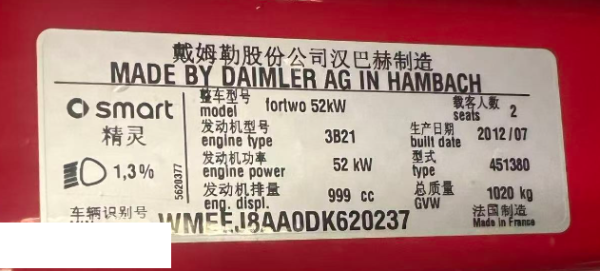 戴姆勒股份公司汉巴赫制造
MADE BY DAIMLER AG IN HAMBACH
smart
精灵
1,3%
5620377
整车型号 载客人数
model fortwo 52kW seats 2
发动机型号 生产日期
engine type 3B21 built date 2012/07
发动机功率 型式
engine power 52 kW type 451380
发动机排量 总质量
eng. displ. 999 cc GVW 1020 kg
车辆识别号 WMEEJ8AA0DK620237 法国制造
Made in France